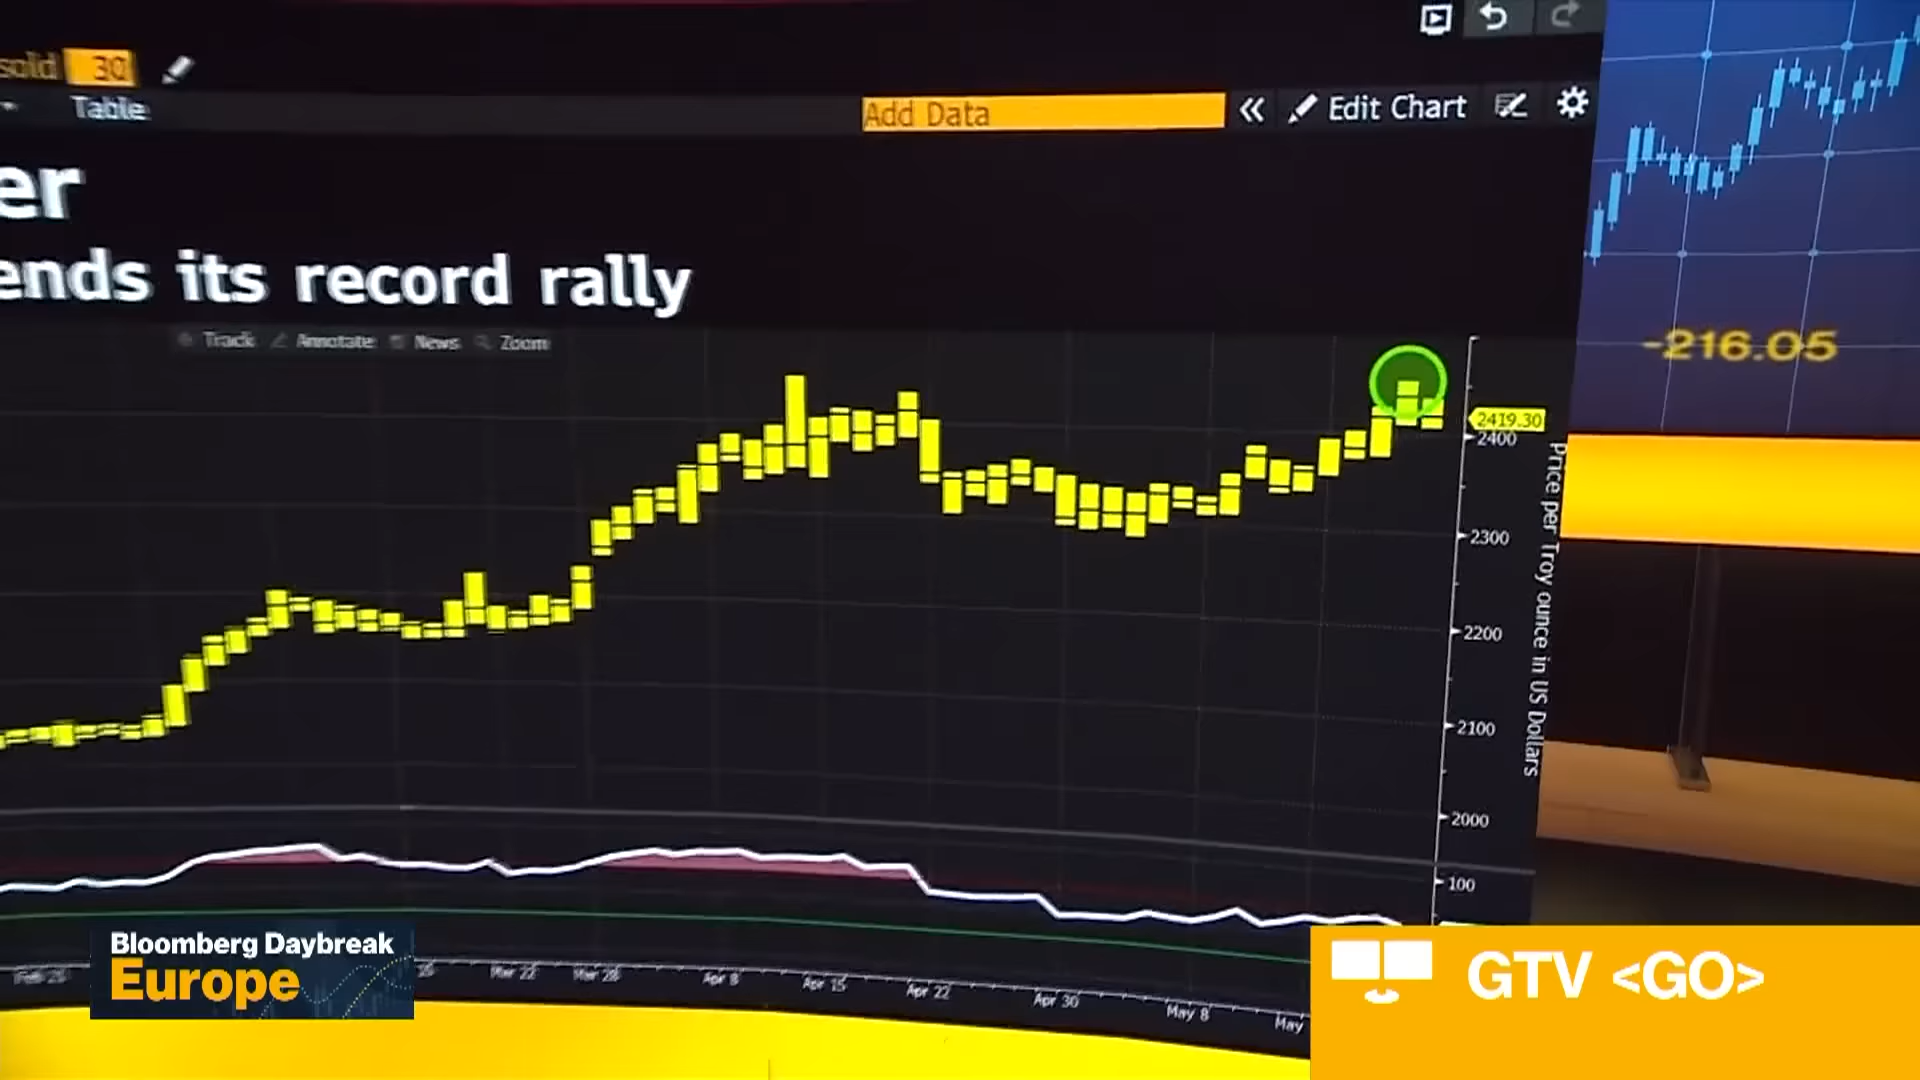 sold 30
Table
Add Data
Edit Chart
er
ends its record rally
Track Annotate News Zoom
-216.05
2419.30
2400
2300
2200
2100
2000
100
Price per Troy ounce in US Dollars
Mar 22 Mar 28 Apr 8 Apr 15 Apr 22 Apr 30 May 8 May
Bloomberg Daybreak
Europe
GTV <GO>